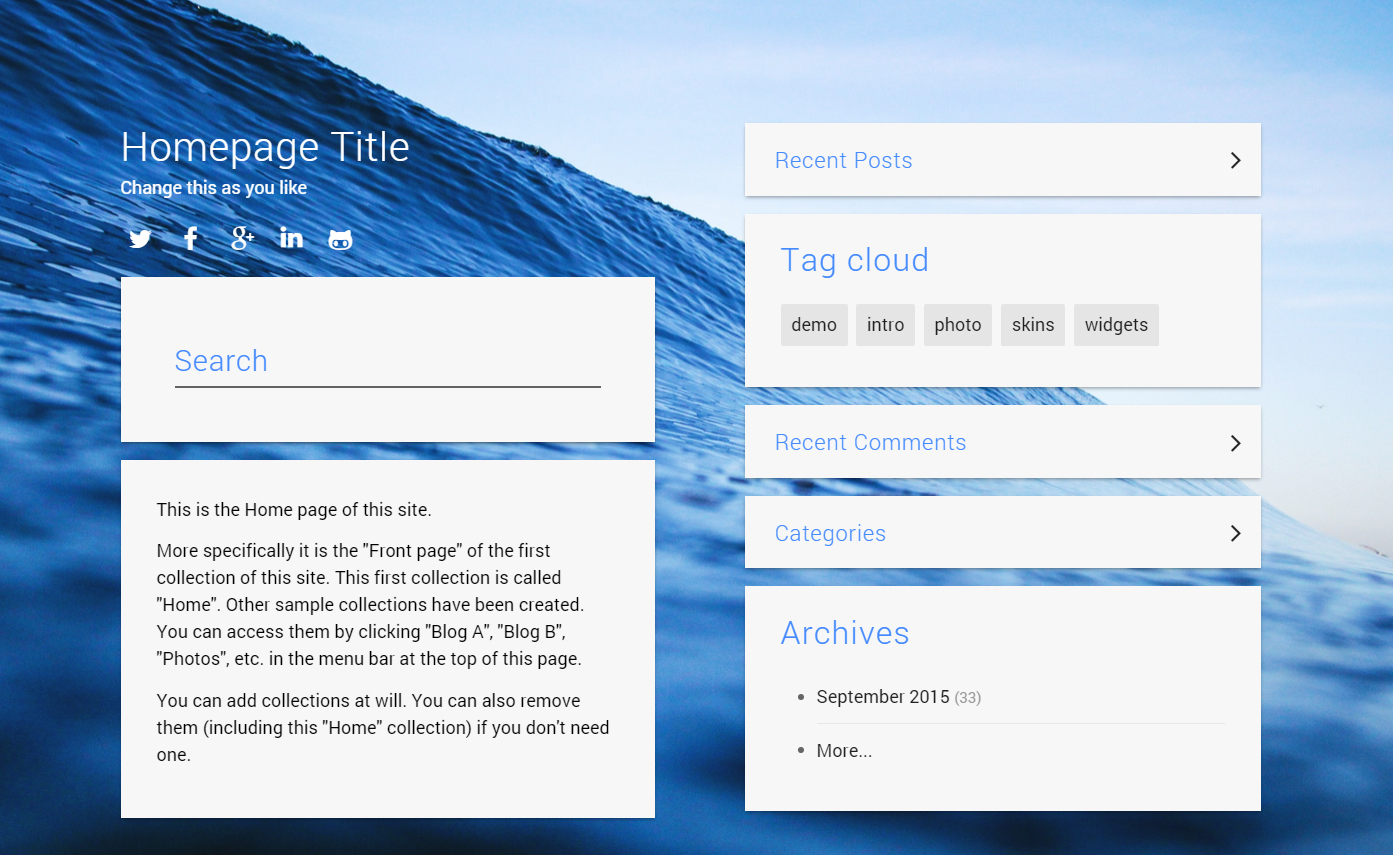 Homepage Title
Change this as you like
Search
This is the Home page of this site.
More specifically it is the "Front page" of the first
collection of this site. This first collection is called
"Home". Other sample collections have been created.
You can access them by clicking "Blog A", "Blog B",
"Photos", etc. in the menu bar at the top of this page.
You can add collections at will. You can also remove
them (including this "Home" collection) if you don't need
one.
Recent Posts
Tag cloud
demo intro photo skins widgets
Recent Comments
Categories
Archives
September 2015 (33)
More...